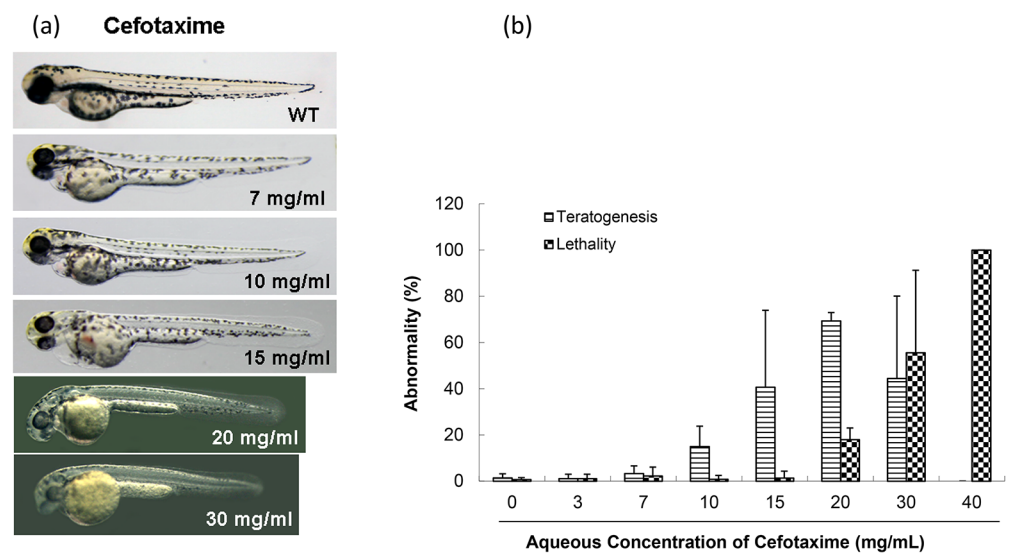 (a) Cefotaxime
WT
7 mg/ml
10 mg/ml
15 mg/ml
20 mg/ml
30 mg/ml
(b)
Teratogenesis
Lethality
Abnormality (%)
120
100
80
60
40
20
0
0 3 7 10 15 20 30 40
Aqueous Concentration of Cefotaxime (mg/mL)